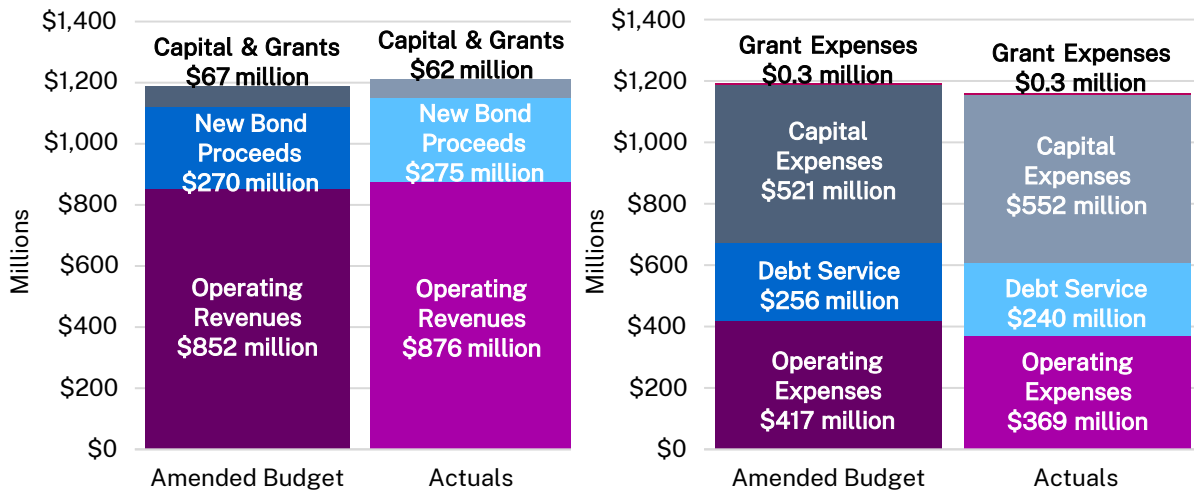 $1,400
$1,200
$1,000
$800
$600
$400
$200
$0
Millions
Capital & Grants
$67 million
New Bond
Proceeds
$270 million
Operating
Revenues
$852 million
Amended Budget
Capital & Grants
$62 million
New Bond
Proceeds
$275 million
Operating
Revenues
$876 million
Actuals
$1,400
$1,200
$1,000
$800
$600
$400
$200
$0
Millions
Grant Expenses
$0.3 million
Capital
Expenses
$521 million
Debt Service
$256 million
Operating
Expenses
$417 million
Amended Budget
Grant Expenses
$0.3 million
Capital
Expenses
$552 million
Debt Service
$240 million
Operating
Expenses
$369 million
Actuals